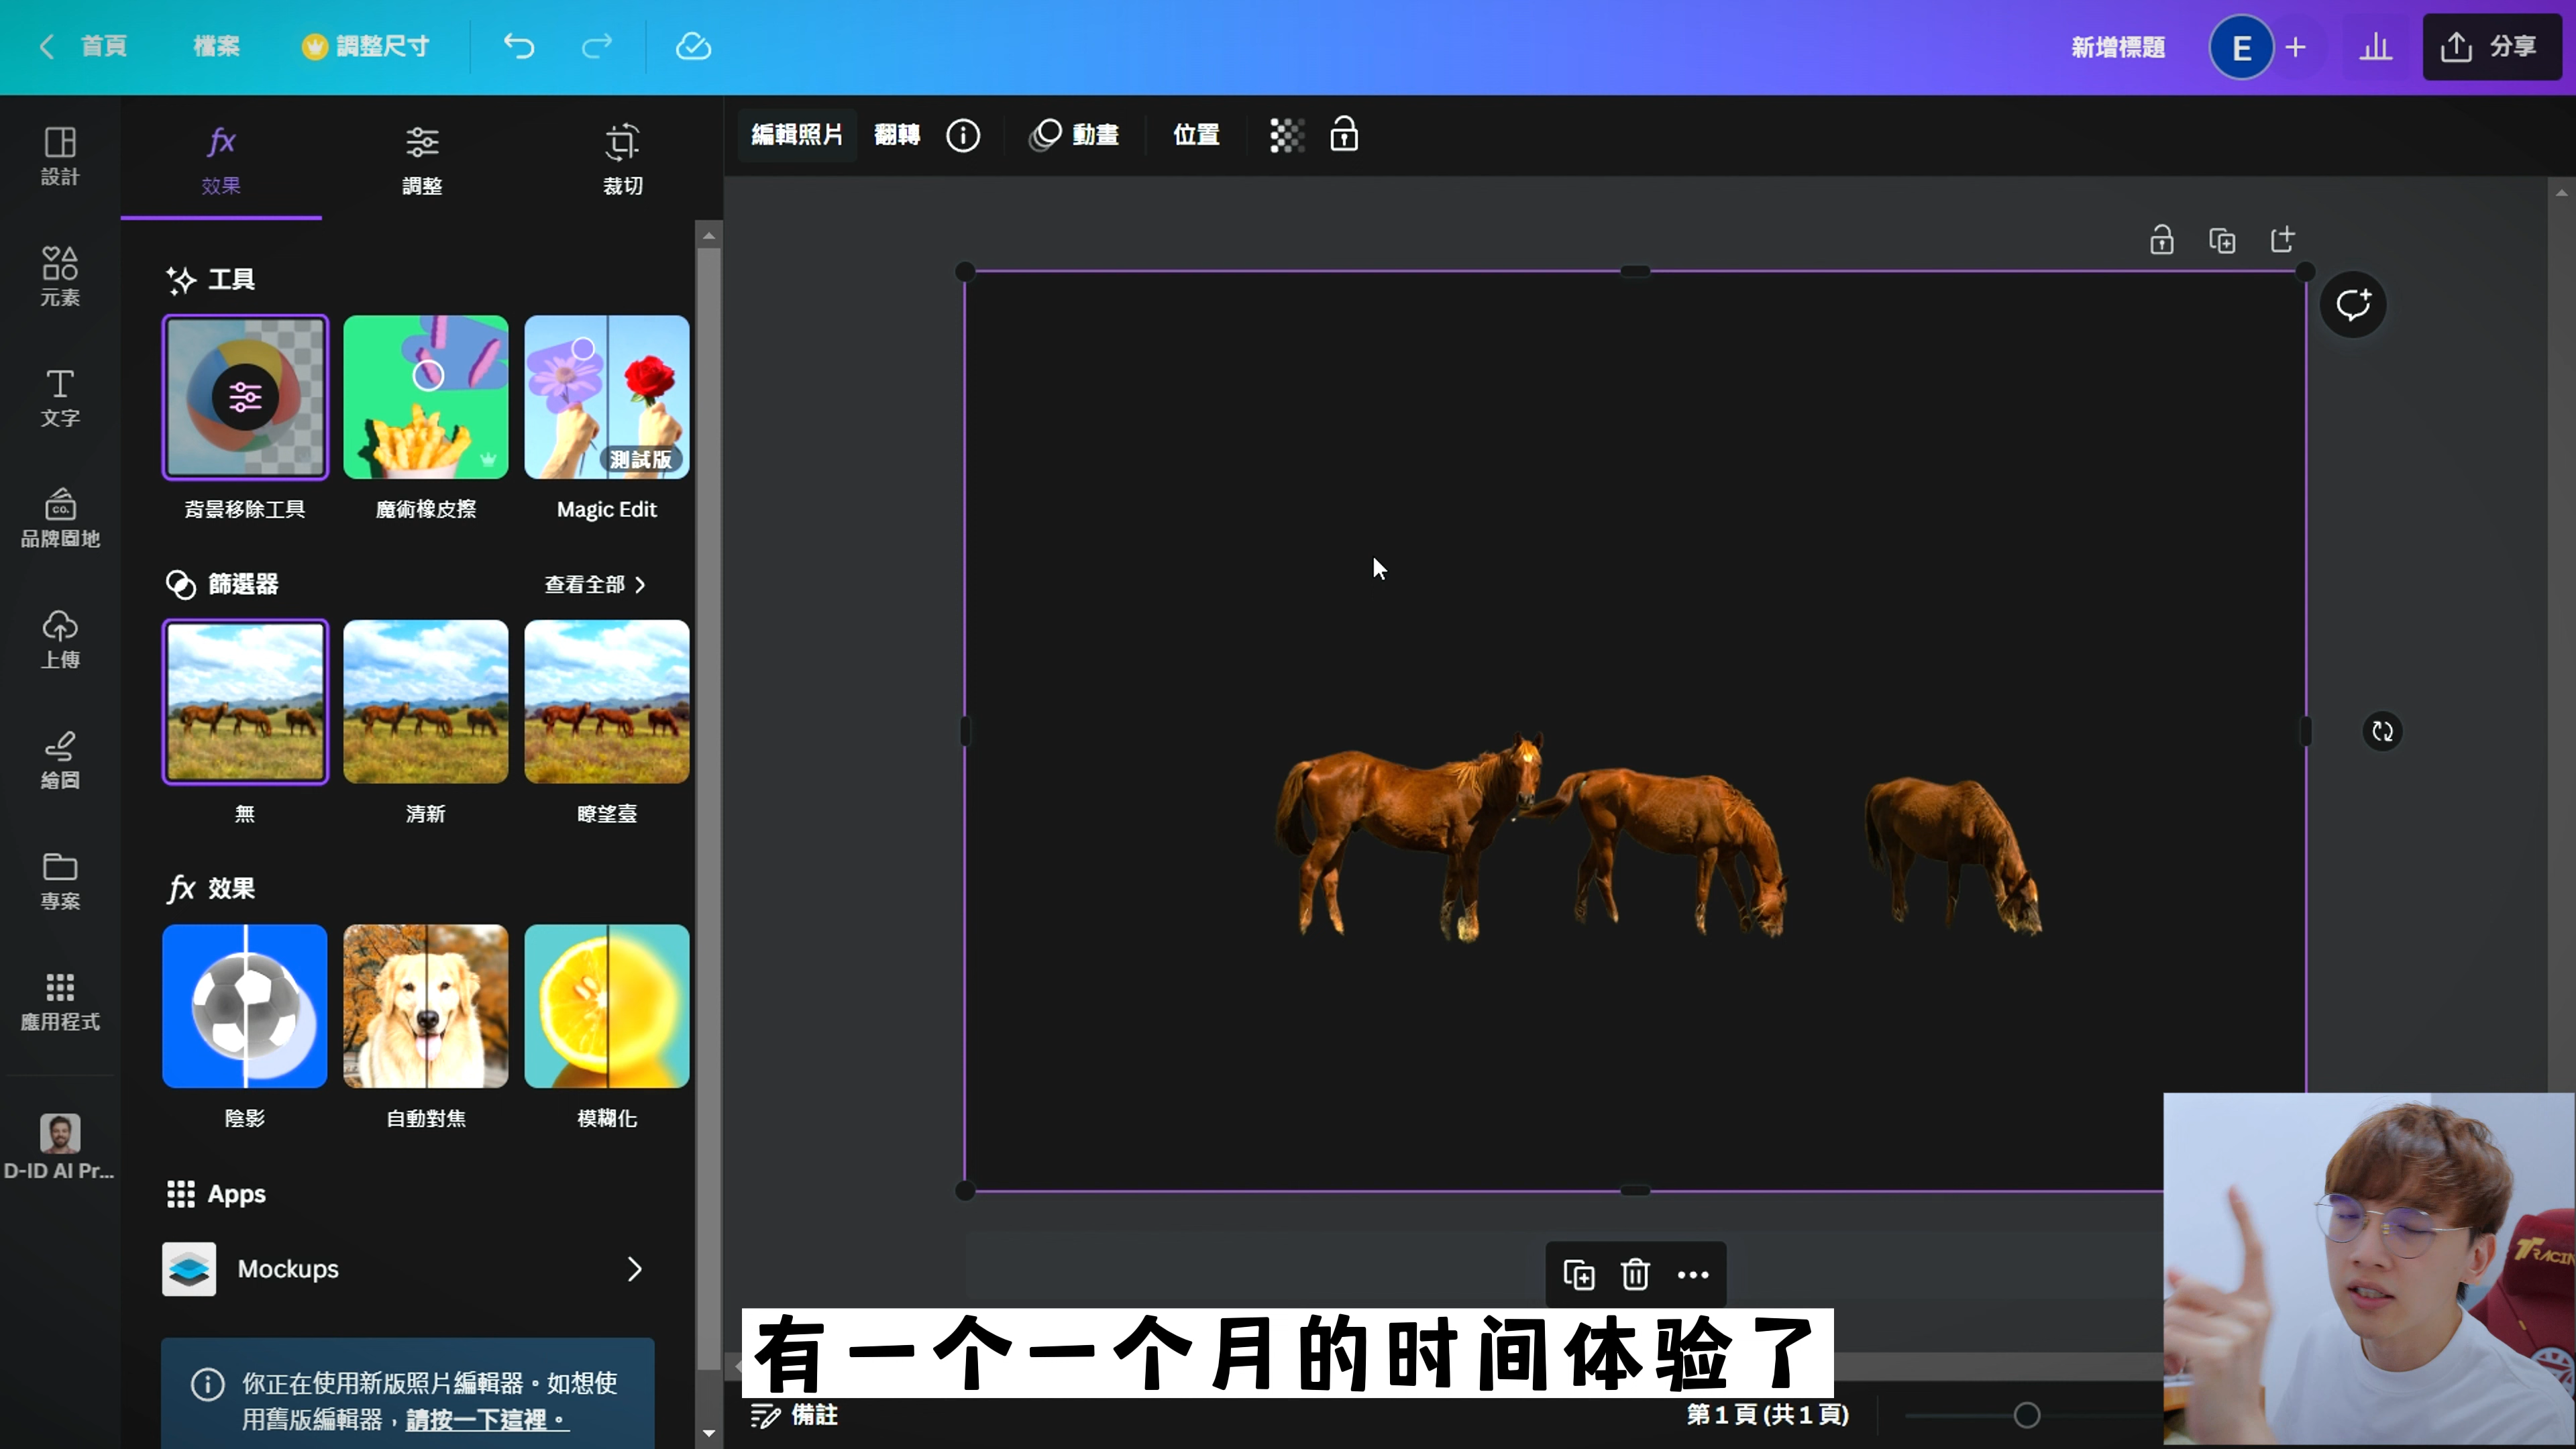 首頁
檔案
調整尺寸
新增標題
E
分享
設計
元素
文字
品牌園地
上傳
繪圖
專案
應用程式
D-ID AI Pr...
效果
調整
裁切
工具
測試版
背景移除工具
魔術橡皮擦
Magic Edit
篩選器
查看全部
無
清新
瞭望臺
fx 效果
陰影
自動對焦
模糊化
Apps
Mockups
你正在使用新版照片編輯器。如想使
用舊版編輯器，請按一下這裡。
編輯照片
翻轉
動畫
位置
有一个一个月的时间体验了
備註
第 1 頁 (共 1 頁)